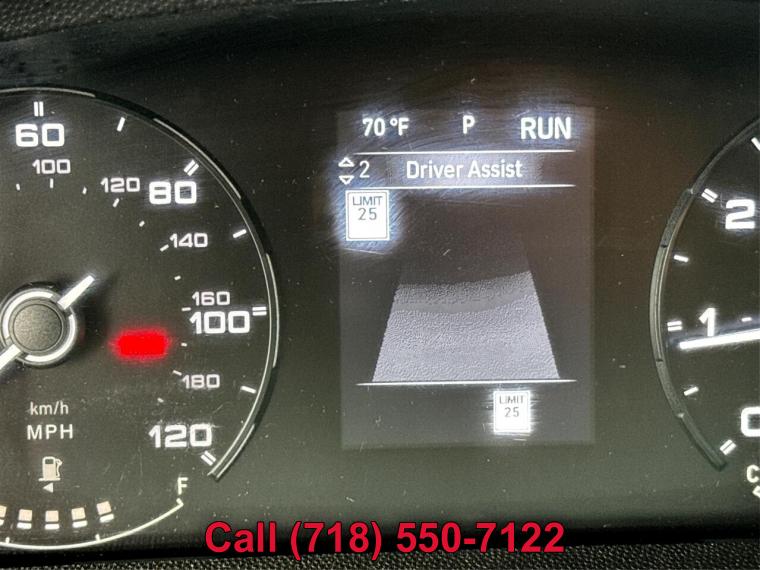 60
100
120
80
140
160
100
180
120
km/h
MPH
F
70 °F P RUN
2 Driver Assist
LIMIT
25
LIMIT
25
2
1
0
C
Call (718) 550-7122